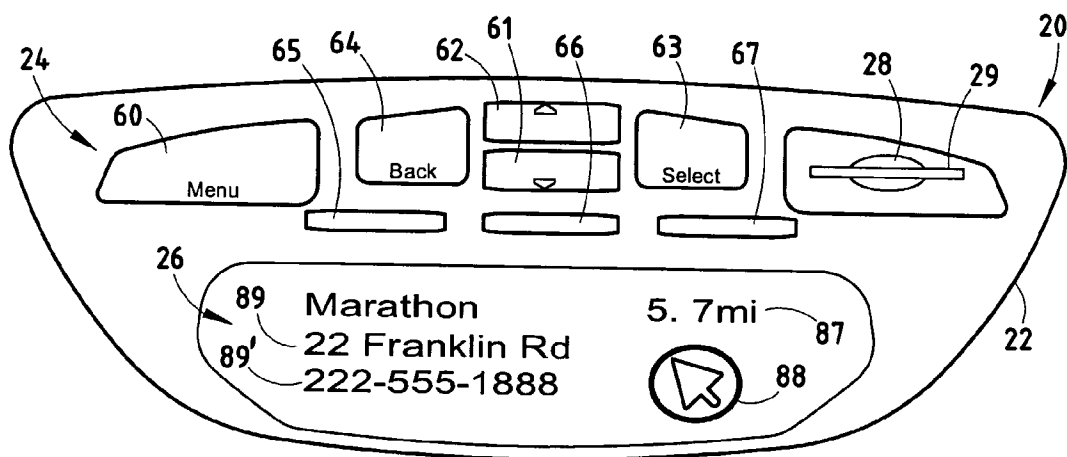 20
61
64 62 66 63
65 67 28
24 29
60
Back Select
Menu
26
89 Marathon 5. 7mi
22 Franklin Rd 87 22
89' 222-555-1888 88